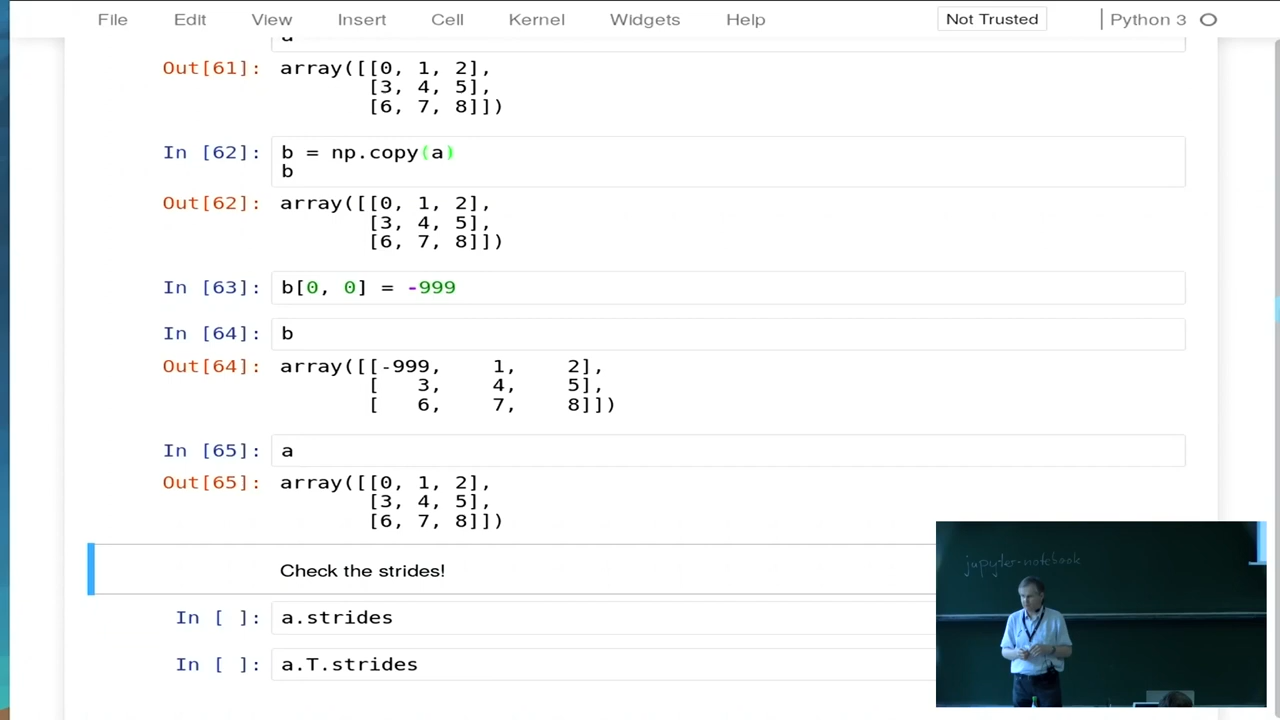 File Edit View Insert Cell Kernel Widgets Help Not Trusted Python 3
a
Out[61]: array([[0, 1, 2],
[3, 4, 5],
[6, 7, 8]])
In [62]: b = np.copy(a)
b
Out[62]: array([[0, 1, 2],
[3, 4, 5],
[6, 7, 8]])
In [63]: b[0, 0] = -999
In [64]: b
Out[64]: array([[-999, 1, 2],
[ 3, 4, 5],
[ 6, 7, 8]])
In [65]: a
Out[65]: array([[0, 1, 2],
[3, 4, 5],
[6, 7, 8]])
Check the strides!
jupyter-notebook
In [ ]: a.strides
In [ ]: a.T.strides